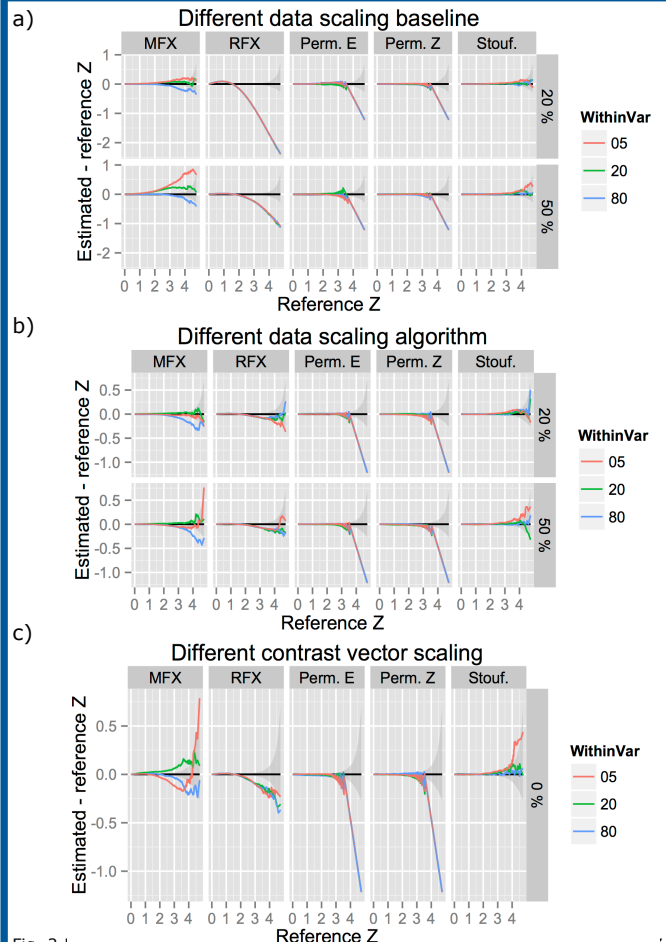 a)
Different data scaling baseline
MFX RFX Perm. E Perm. Z Stouf.
Estimated - reference Z
1
0
-1
-2
20 %
1
0
-1
-2
50 %
0 1 2 3 4 0 1 2 3 4 0 1 2 3 4 0 1 2 3 4 0 1 2 3 4
Reference Z
WithinVar
05
20
80
b)
Different data scaling algorithm
MFX RFX Perm. E Perm. Z Stouf.
Estimated - reference Z
0.5
0.0
-0.5
-1.0
20 %
0.5
0.0
-0.5
-1.0
50 %
0 1 2 3 4 0 1 2 3 4 0 1 2 3 4 0 1 2 3 4 0 1 2 3 4
Reference Z
WithinVar
05
20
80
c)
Different contrast vector scaling
MFX RFX Perm. E Perm. Z Stouf.
Estimated - reference Z
0.5
0.0
-0.5
-1.0
0 %
0 1 2 3 4 0 1 2 3 4 0 1 2 3 4 0 1 2 3 4 0 1 2 3 4
Reference Z
WithinVar
05
20
80